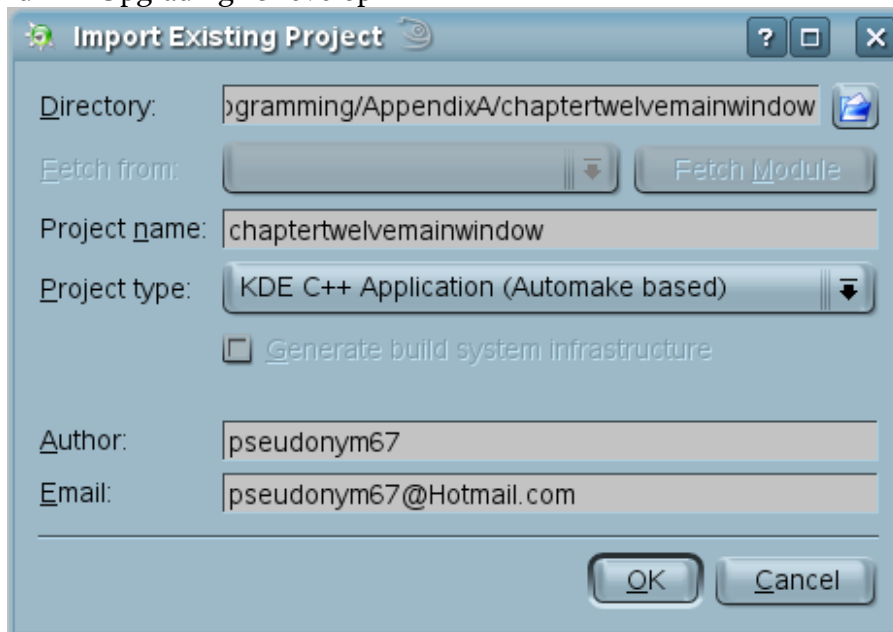 Import Existing Project
Directory: ogramming/AppendixA/chaptertwelvemainwindow
Fetch from: Fetch Module
Project name: chaptertwelvemainwindow
Project type: KDE C++ Application (Automake based)
Generate build system infrastructure
Author: pseudonym67
Email: pseudonym67@Hotmail.com
OK Cancel